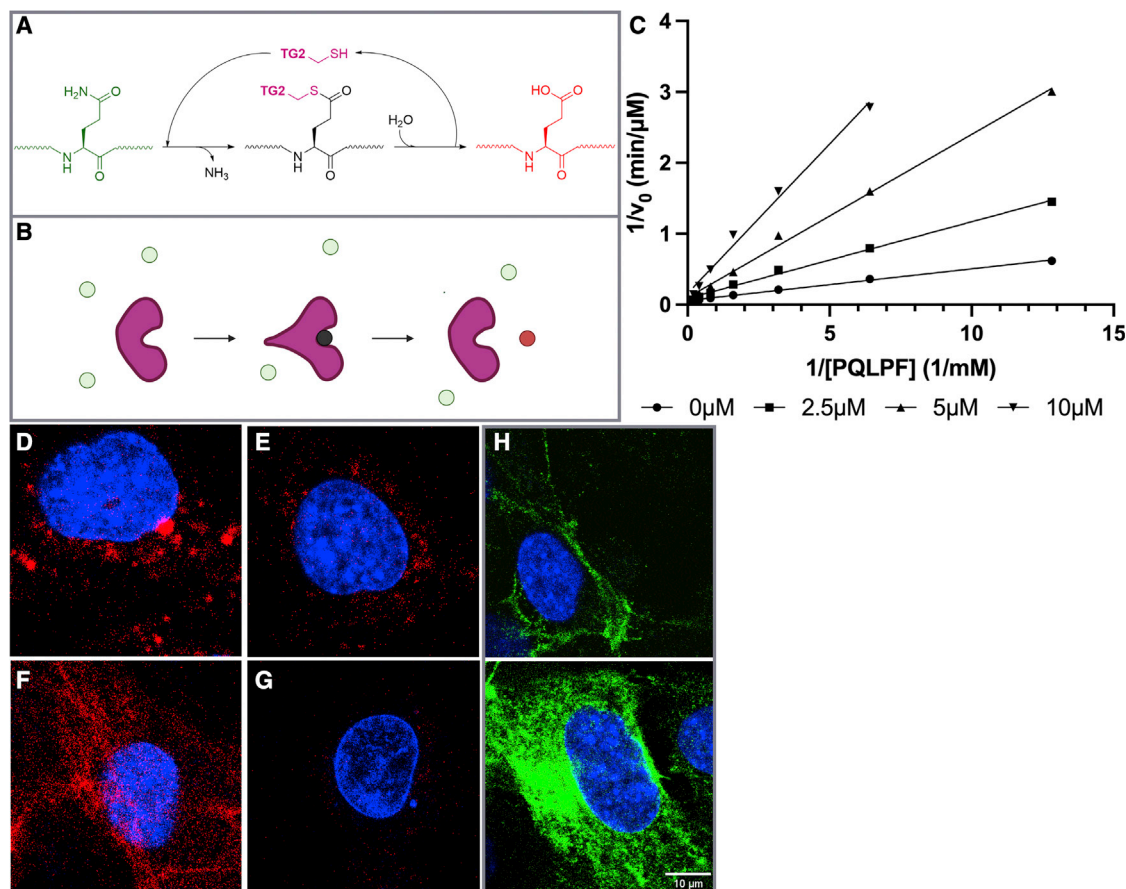 A
TG2
SH
H₂N
O
TG2
S
O
HO
O
H₂O
N
H
O
NH₃
N
H
O
N
H
O
B
C
1/v₀ (min/µM)
4
3
2
1
0
0
5
10
15
1/[PQLPF] (1/mM)
0µM
2.5µM
5µM
10µM
D
E
H
F
G
10 µm